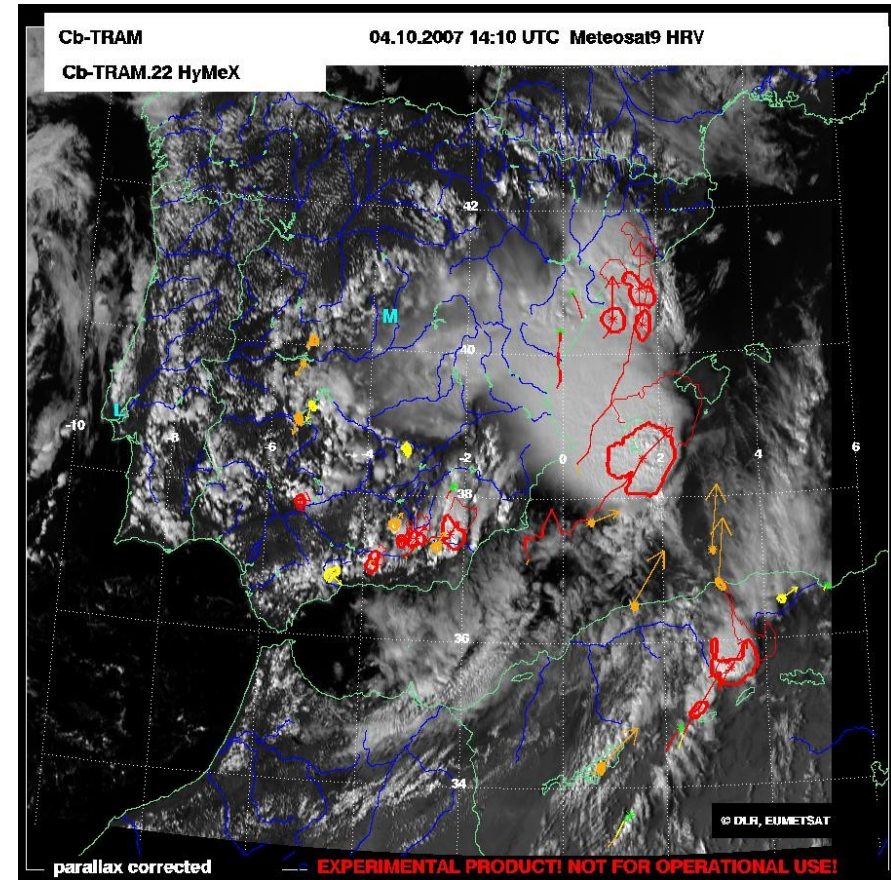 Cb-TRAM 04.10.2007 14:10 UTC Meteosat9 HRV
Cb-TRAM.22 HyMeX
42
M
40
-10
L
-8
-6
-4
-2
0
2
4
6
38
36
34
© DLR, EUMETSAT
parallax corrected
EXPERIMENTAL PRODUCT! NOT FOR OPERATIONAL USE!